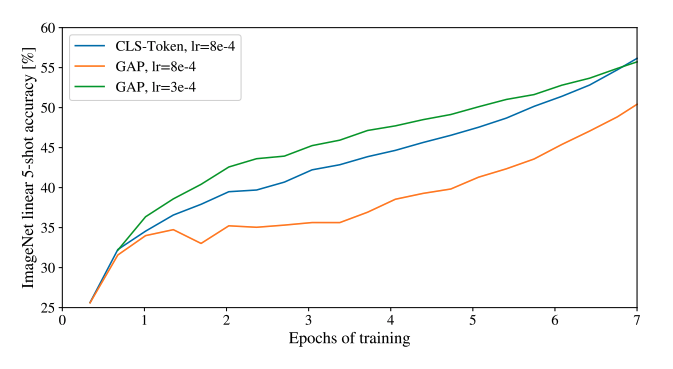 ImageNet linear 5-shot accuracy [%]
60
55
50
45
40
35
30
25
CLS-Token, lr=8e-4
GAP, lr=8e-4
GAP, lr=3e-4
0 1 2 3 4 5 6 7
Epochs of training